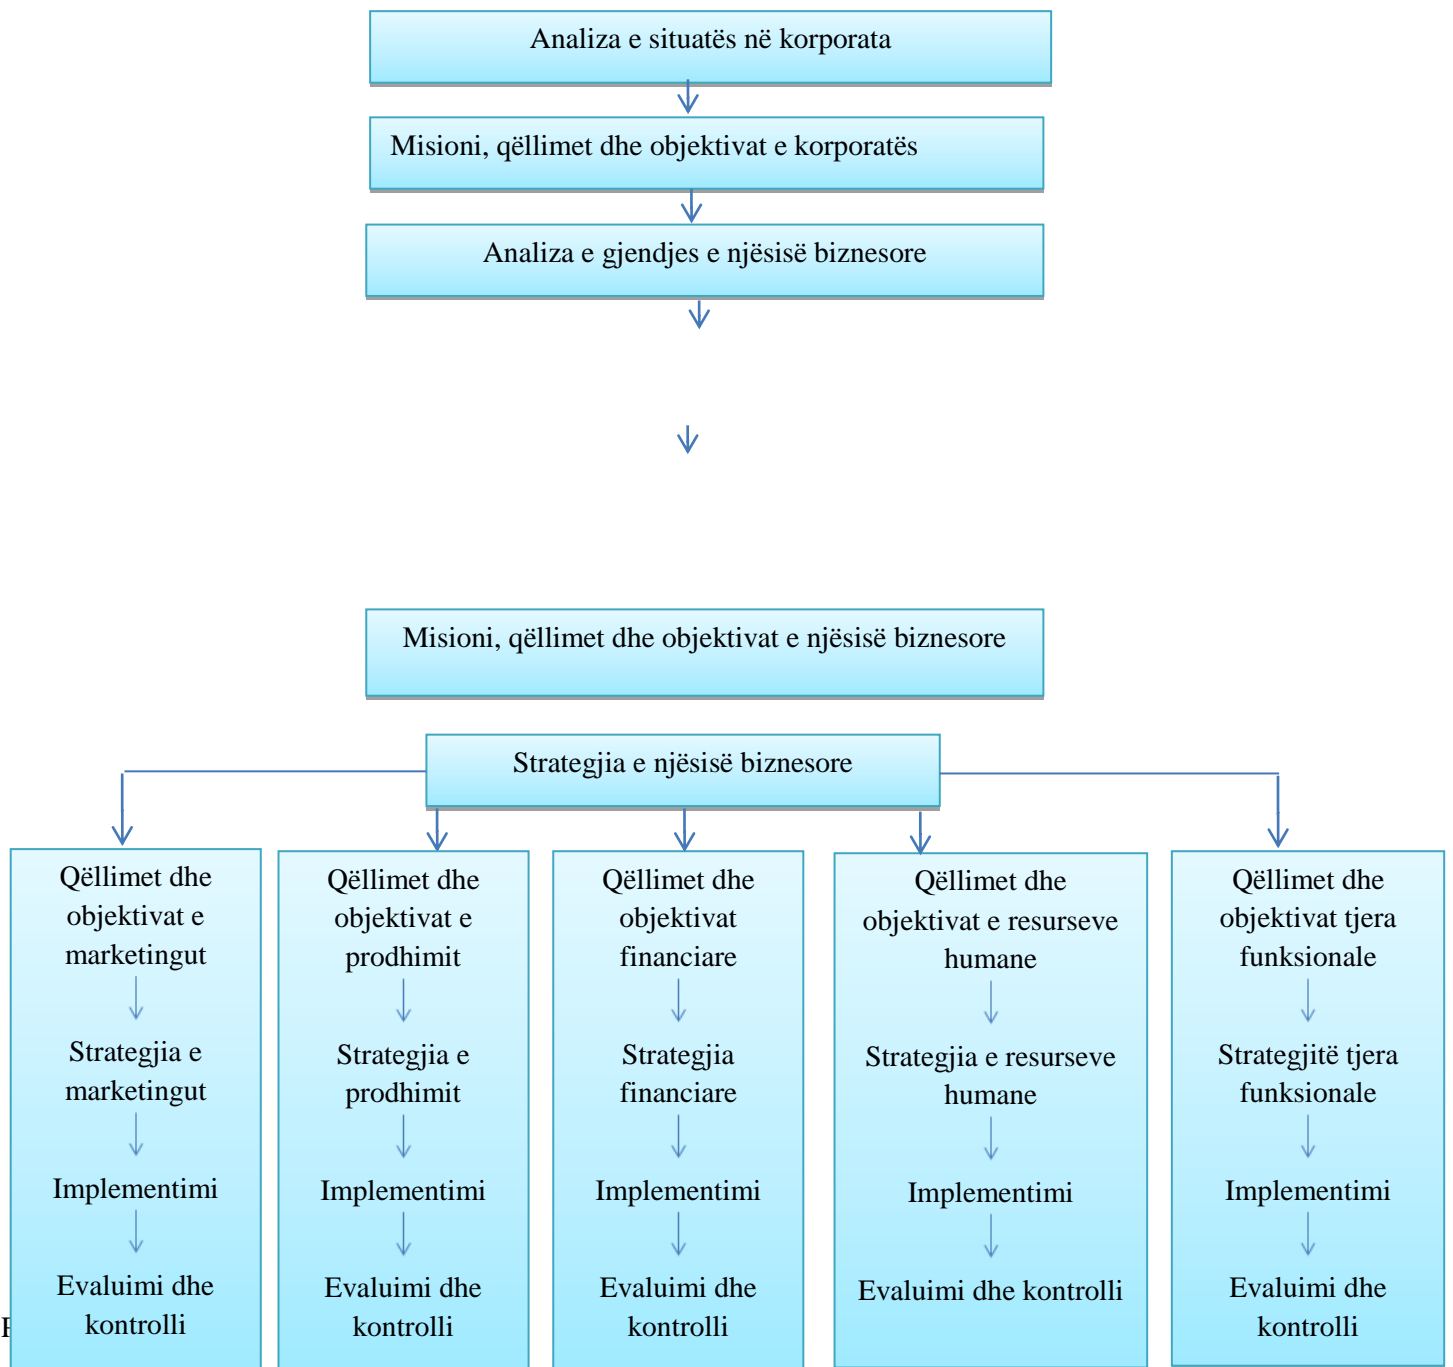 Analiza e situatës në korporata
Misioni, qëllimet dhe objektivat e korporatës
Analiza e gjendjes e njësisë biznesore
Misioni, qëllimet dhe objektivat e njësisë biznesore
Strategjia e njësisë biznesore
Qëllimet dhe
objektivat e
marketingut
Strategjia e
marketingut
Implementimi
Evaluimi dhe
kontrolli
Qëllimet dhe
objektivat e
prodhimit
Strategjia e
prodhimit
Implementimi
Evaluimi dhe
kontrolli
Qëllimet dhe
objektivat
financiare
Strategjia
financiare
Implementimi
Evaluimi dhe
kontrolli
Qëllimet dhe
objektivat e resurseve
humane
Strategjia e resurseve
humane
Implementimi
Evaluimi dhe kontrolli
Qëllimet dhe
objektivat tjera
funksionale
Strategjitë tjera
funksionale
Implementimi
Evaluimi dhe
kontrolli